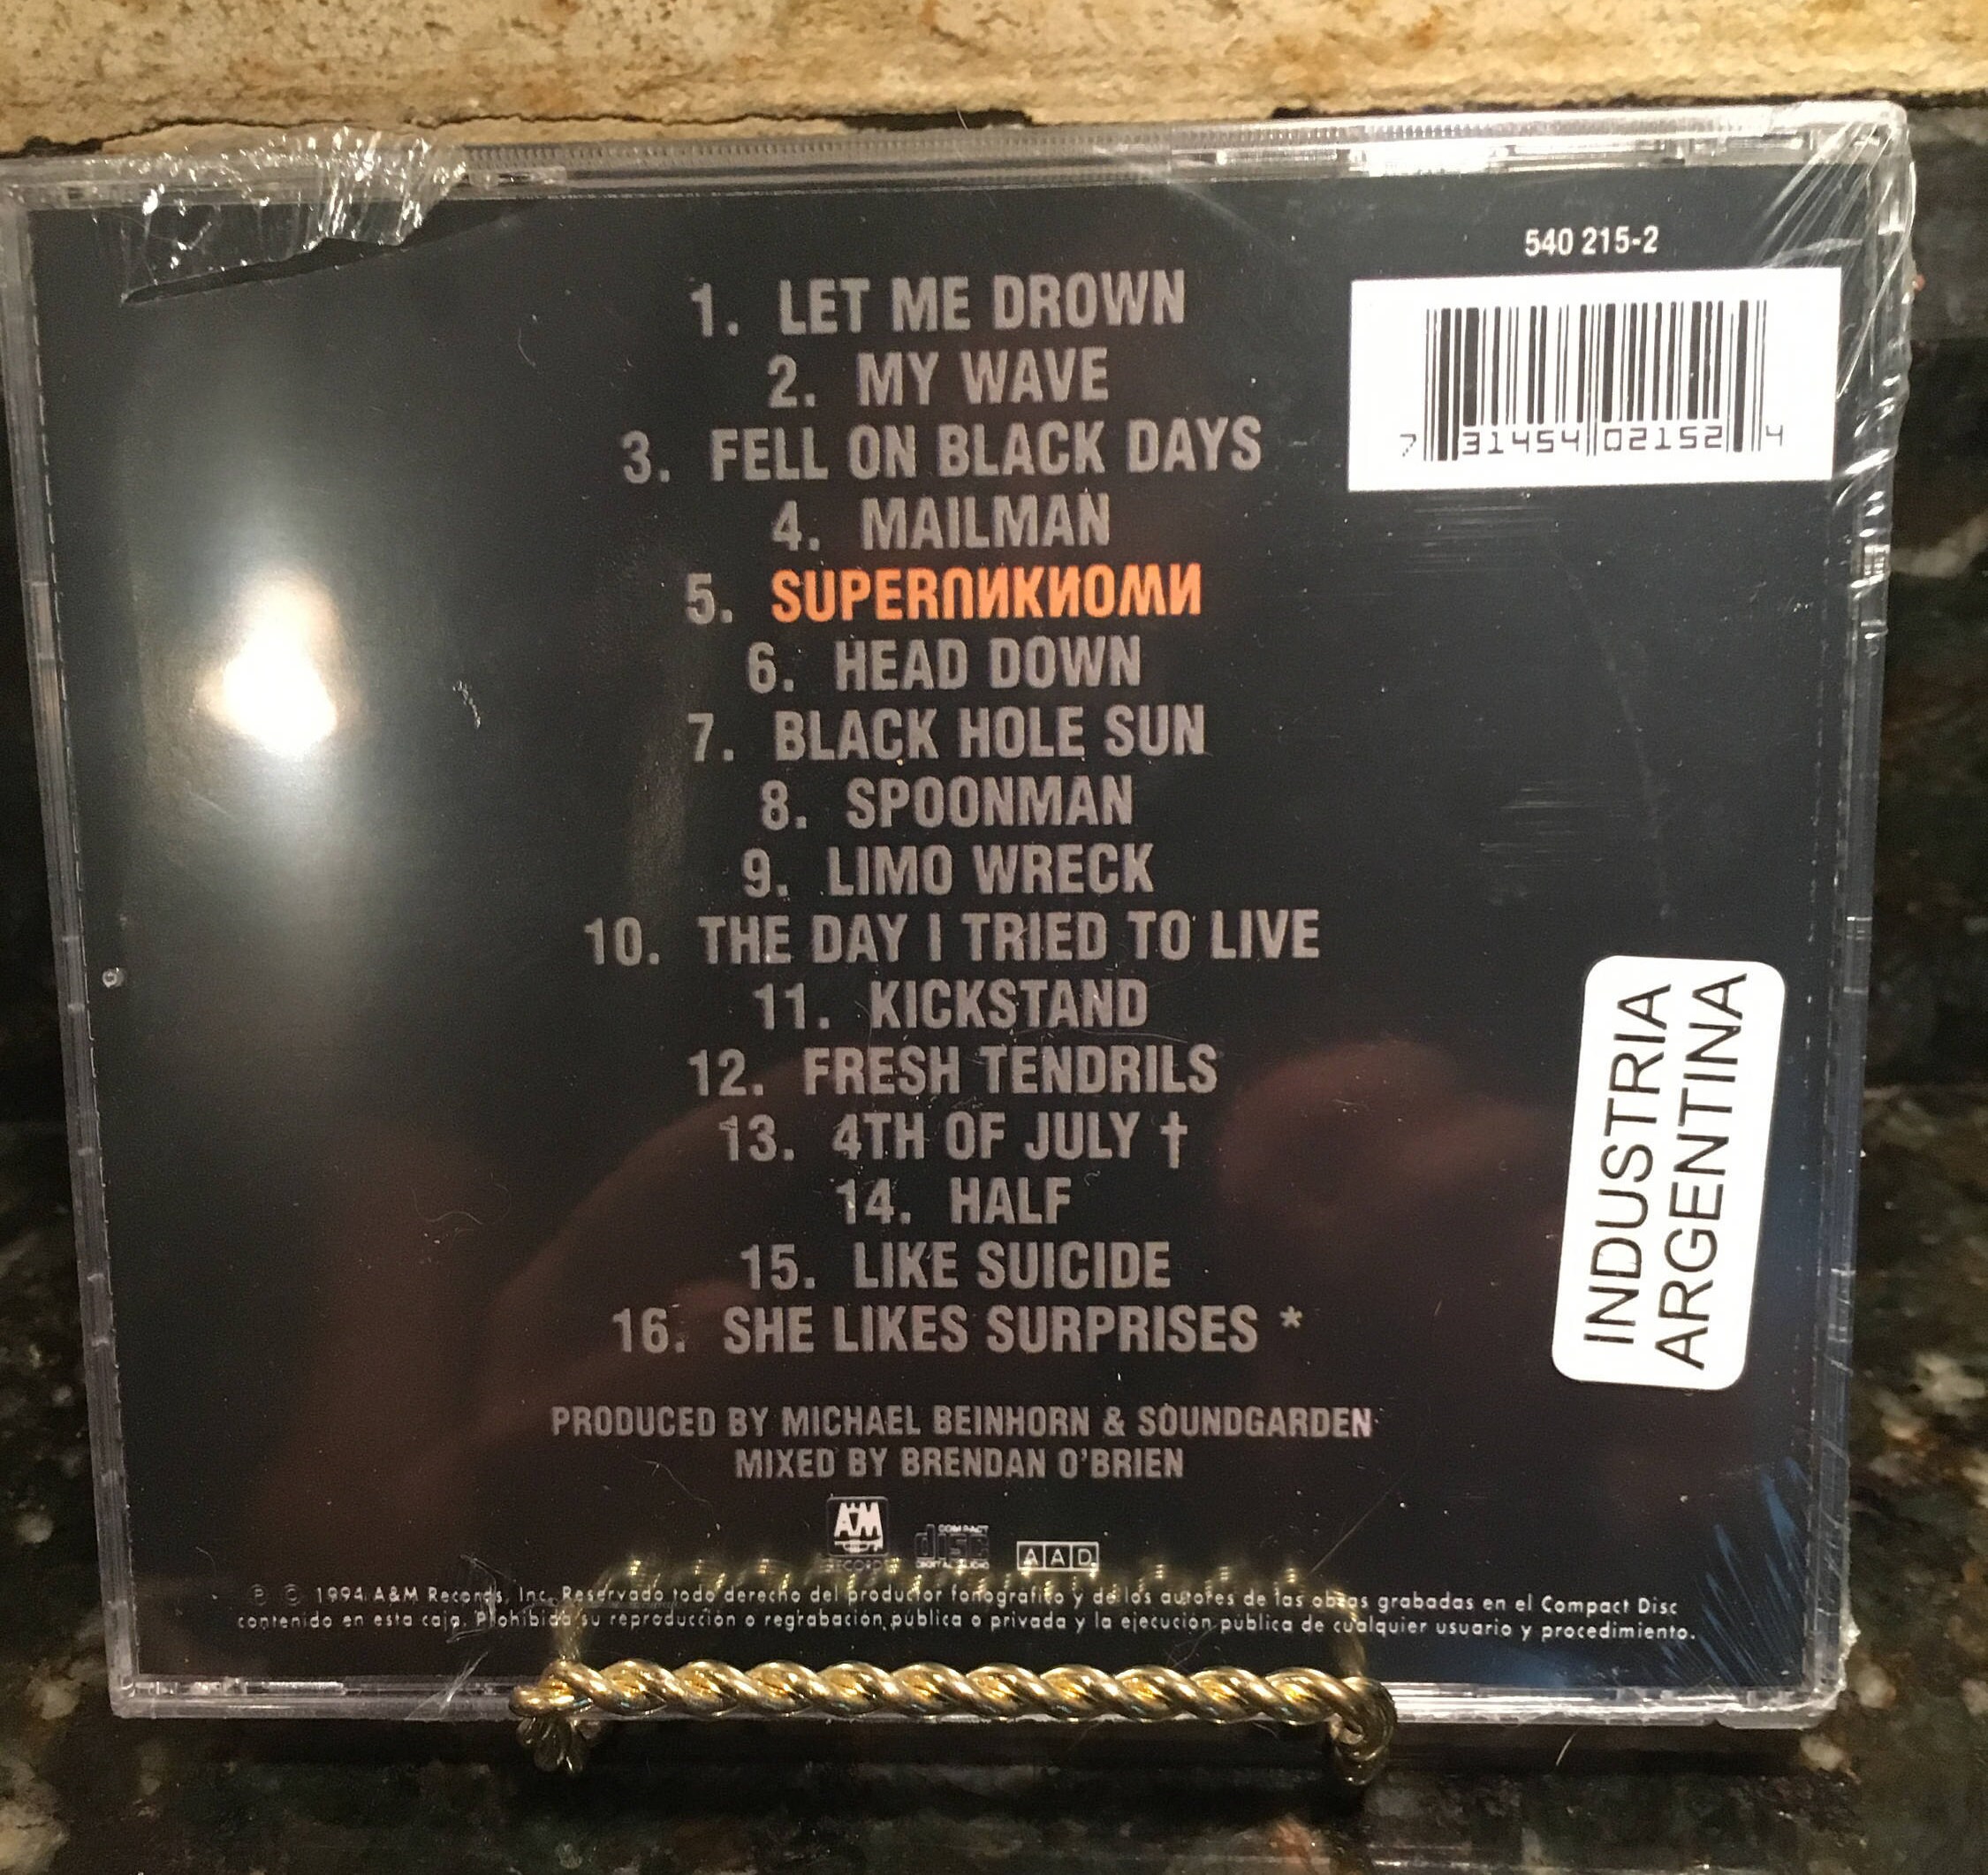 540 215-2
7 31454 02152 4
1. LET ME DROWN
2. MY WAVE
3. FELL ON BLACK DAYS
4. MAILMAN
5. SUPERUNKNOWN
6. HEAD DOWN
7. BLACK HOLE SUN
8. SPOONMAN
9. LIMO WRECK
10. THE DAY I TRIED TO LIVE
11. KICKSTAND
12. FRESH TENDRILS
13. 4TH OF JULY †
14. HALF
15. LIKE SUICIDE
16. SHE LIKES SURPRISES *
INDUSTRIA
ARGENTINA
PRODUCED BY MICHAEL BEINHORN & SOUNDGARDEN
MIXED BY BRENDAN O'BRIEN
A&M
RECORDS
COMPACT
disc
DIGITAL AUDIO
AAD
℗ © 1994 A&M Records, Inc. Reservado todo derecho del productor fonografico y de los autores de las obras grabadas en el Compact Disc
contenido en esta caja. Prohibida su reproducción o regrabación pública o privada y la ejecución pública de cualquier usuario y procedimiento.